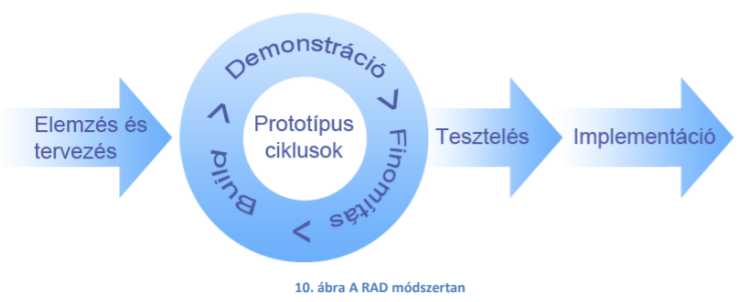 Elemzés és
tervezés
Demonstráció
>
Finomítás
>
Build
>
Prototípus
ciklusok
Tesztelés
Implementáció
10. ábra A RAD módszertan